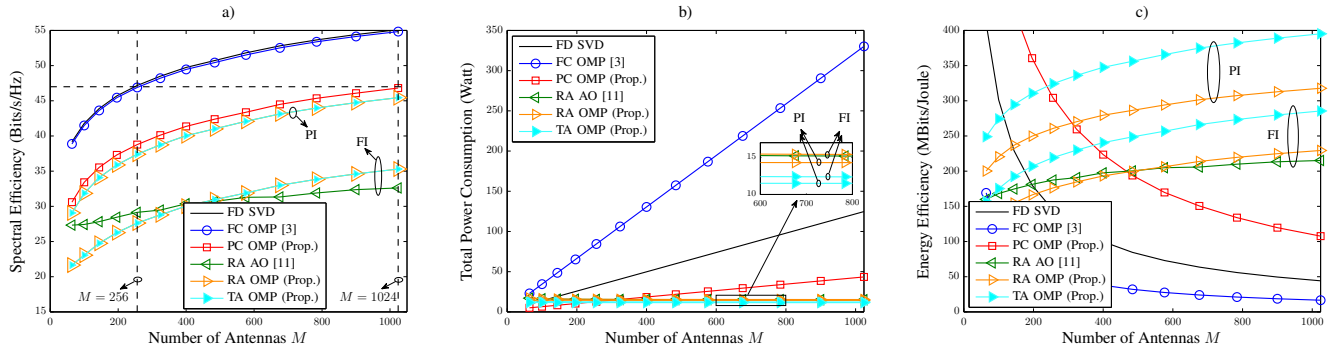 a)
Spectral Efficiency (Bits/s/Hz)
55
50
45
40
35
30
25
20
15
PI
FI
FD SVD
FC OMP [3]
PC OMP (Prop.)
RA AO [11]
RA OMP (Prop.)
TA OMP (Prop.)
M = 256
M = 1024
0
200
400
600
800
1000
Number of Antennas M
b)
Total Power Consumption (Watt)
350
300
250
200
150
100
50
0
FD SVD
FC OMP [3]
PC OMP (Prop.)
RA AO [11]
RA OMP (Prop.)
TA OMP (Prop.)
PI
FI
15
10
600
700
800
0
200
400
600
800
1000
Number of Antennas M
c)
Energy Efficiency (MBits/Joule)
400
350
300
250
200
150
100
50
0
PI
FI
FD SVD
FC OMP [3]
PC OMP (Prop.)
RA AO [11]
RA OMP (Prop.)
TA OMP (Prop.)
0
200
400
600
800
1000
Number of Antennas M